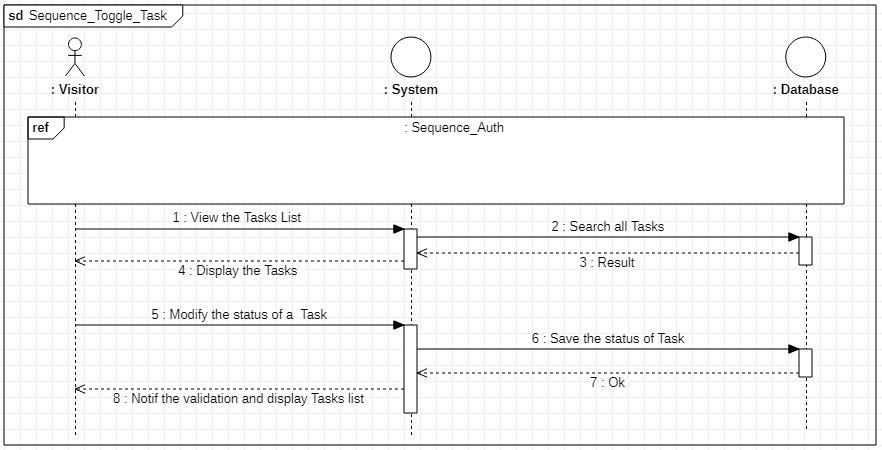 sd Sequence_Toggle_Task
: Visitor
: System
: Database
ref
: Sequence_Auth
1 : View the Tasks List
2 : Search all Tasks
3 : Result
4 : Display the Tasks
5 : Modify the status of a  Task
6 : Save the status of Task
7 : Ok
8 : Notif the validation and display Tasks list